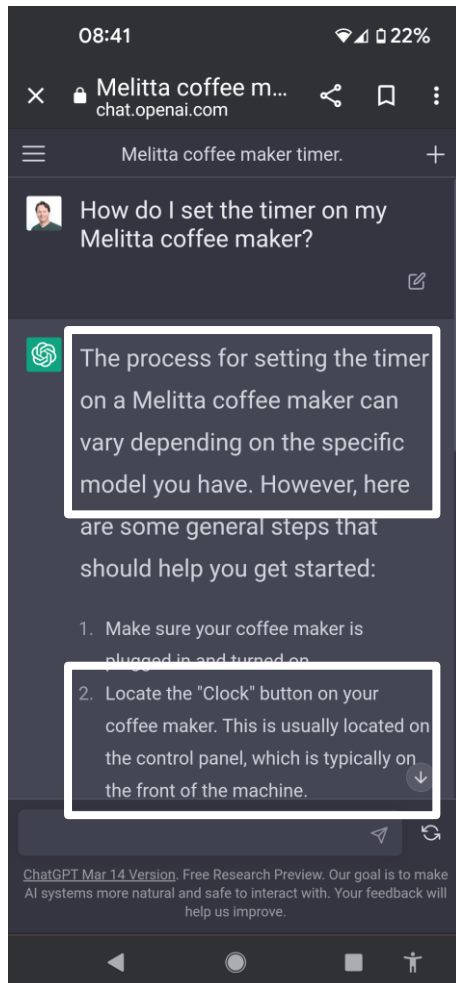 08:41
22%
Melitta coffee m...
chat.openai.com
Melitta coffee maker timer.
How do I set the timer on my
Melitta coffee maker?
The process for setting the timer
on a Melitta coffee maker can
vary depending on the specific
model you have. However, here
are some general steps that
should help you get started:
1. Make sure your coffee maker is
plugged in and turned on
2. Locate the "Clock" button on your
coffee maker. This is usually located on
the control panel, which is typically on
the front of the machine.
ChatGPT Mar 14 Version. Free Research Preview. Our goal is to make
AI systems more natural and safe to interact with. Your feedback will
help us improve.